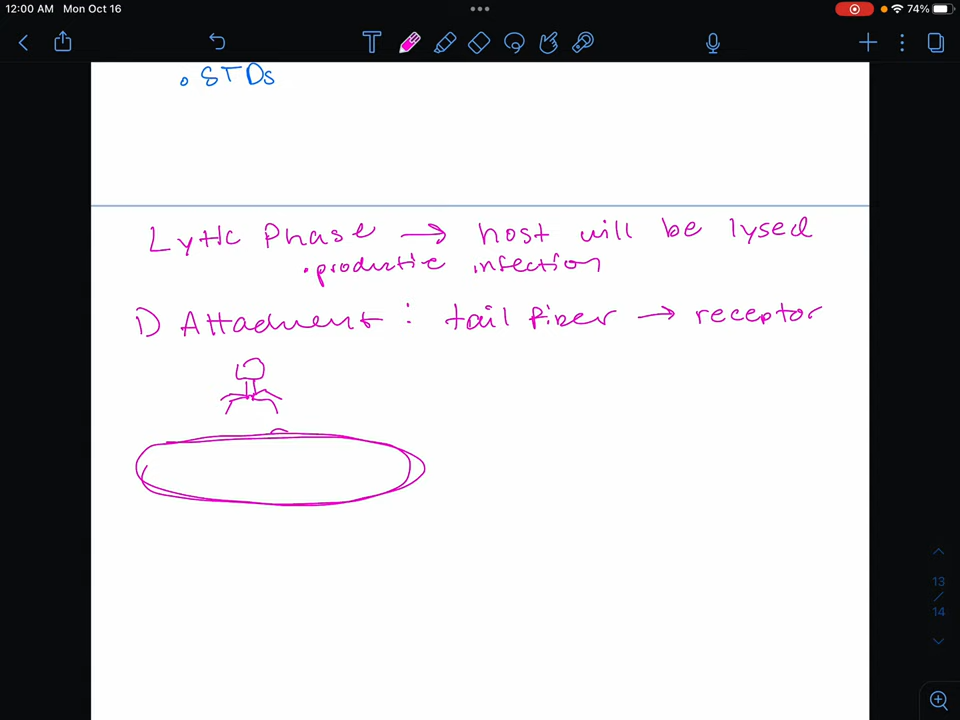 12:00 AM Mon Oct 16
74%
• STDs
Lytic Phase → host will be lysed
• productive infection
1) Attachment : tail fiber → receptor
13
/
14